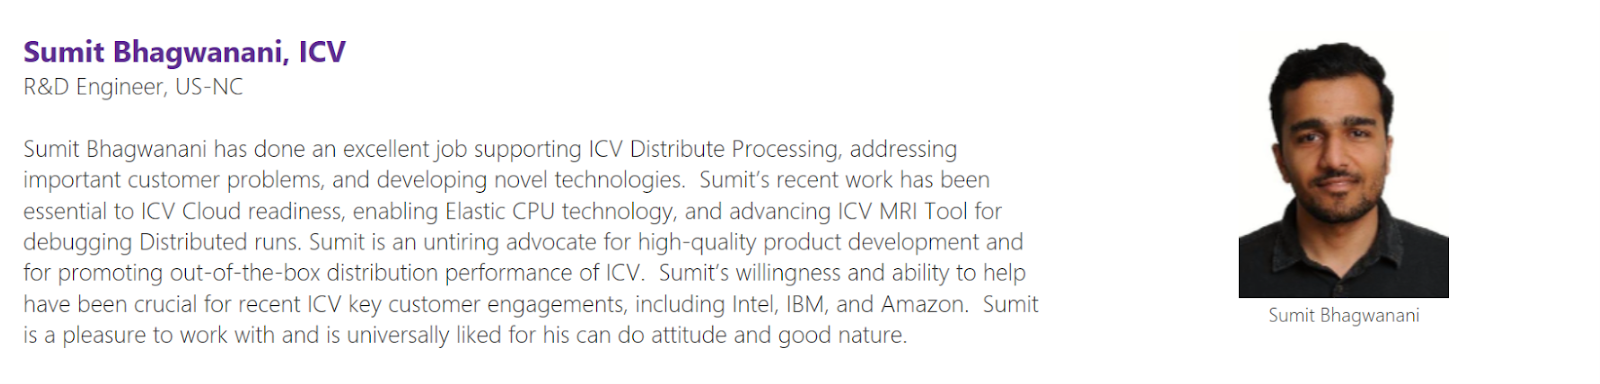 Sumit Bhagwanani, ICV
R&D Engineer, US-NC
Sumit Bhagwanani has done an excellent job supporting ICV Distribute Processing, addressing
important customer problems, and developing novel technologies.  Sumit’s recent work has been
essential to ICV Cloud readiness, enabling Elastic CPU technology, and advancing ICV MRI Tool for
debugging Distributed runs. Sumit is an untiring advocate for high-quality product development and
for promoting out-of-the-box distribution performance of ICV.  Sumit’s willingness and ability to help
have been crucial for recent ICV key customer engagements, including Intel, IBM, and Amazon.  Sumit
is a pleasure to work with and is universally liked for his can do attitude and good nature.
Sumit Bhagwanani